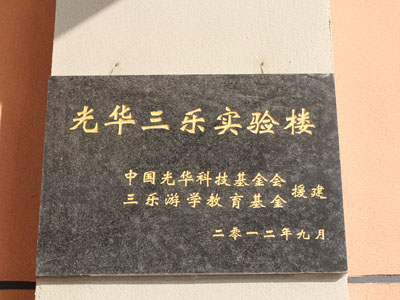 光华三乐实验楼
中国光华科技基金会
三乐游学教育基金 援建
二零一二年九月